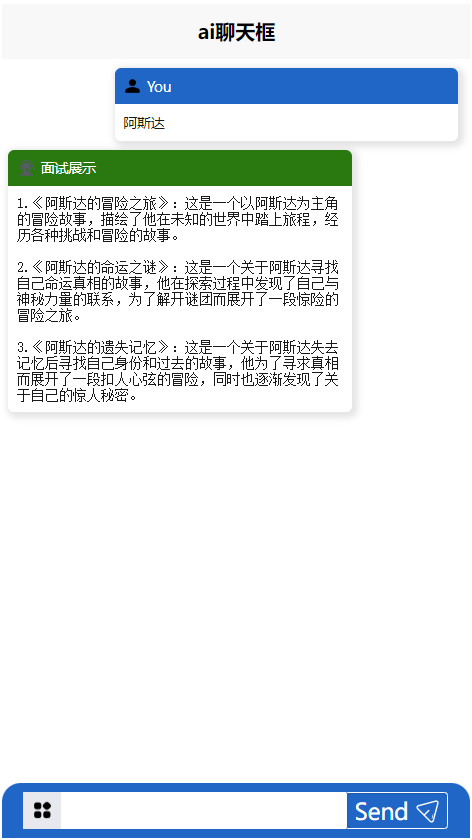 ai聊天框
You
阿斯达
面试展示
1.《阿斯达的冒险之旅》：这是一个以阿斯达为主角
的冒险故事，描绘了他在未知的世界中踏上旅程，经
历各种挑战和冒险的故事。
2.《阿斯达的命运之谜》：这是一个关于阿斯达寻找
自己命运真相的故事，他在探索过程中发现了自己与
神秘力量的联系，为了解开谜团而展开了一段惊险的
冒险之旅。
3.《阿斯达的遗失记忆》：这是一个关于阿斯达失去
记忆后寻找自己身份和过去的故事，他为了寻求真相
而展开了一段扣人心弦的冒险，同时也逐渐发现了关
于自己的惊人秘密。
Send